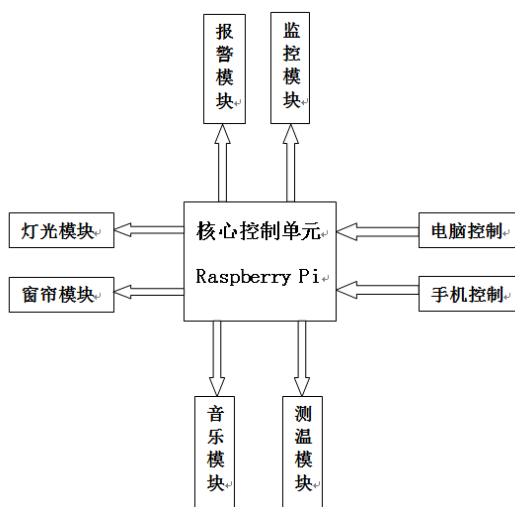 报警模块
监控模块
灯光模块
窗帘模块
核心控制单元
Raspberry Pi
电脑控制
手机控制
音乐模块
测温模块